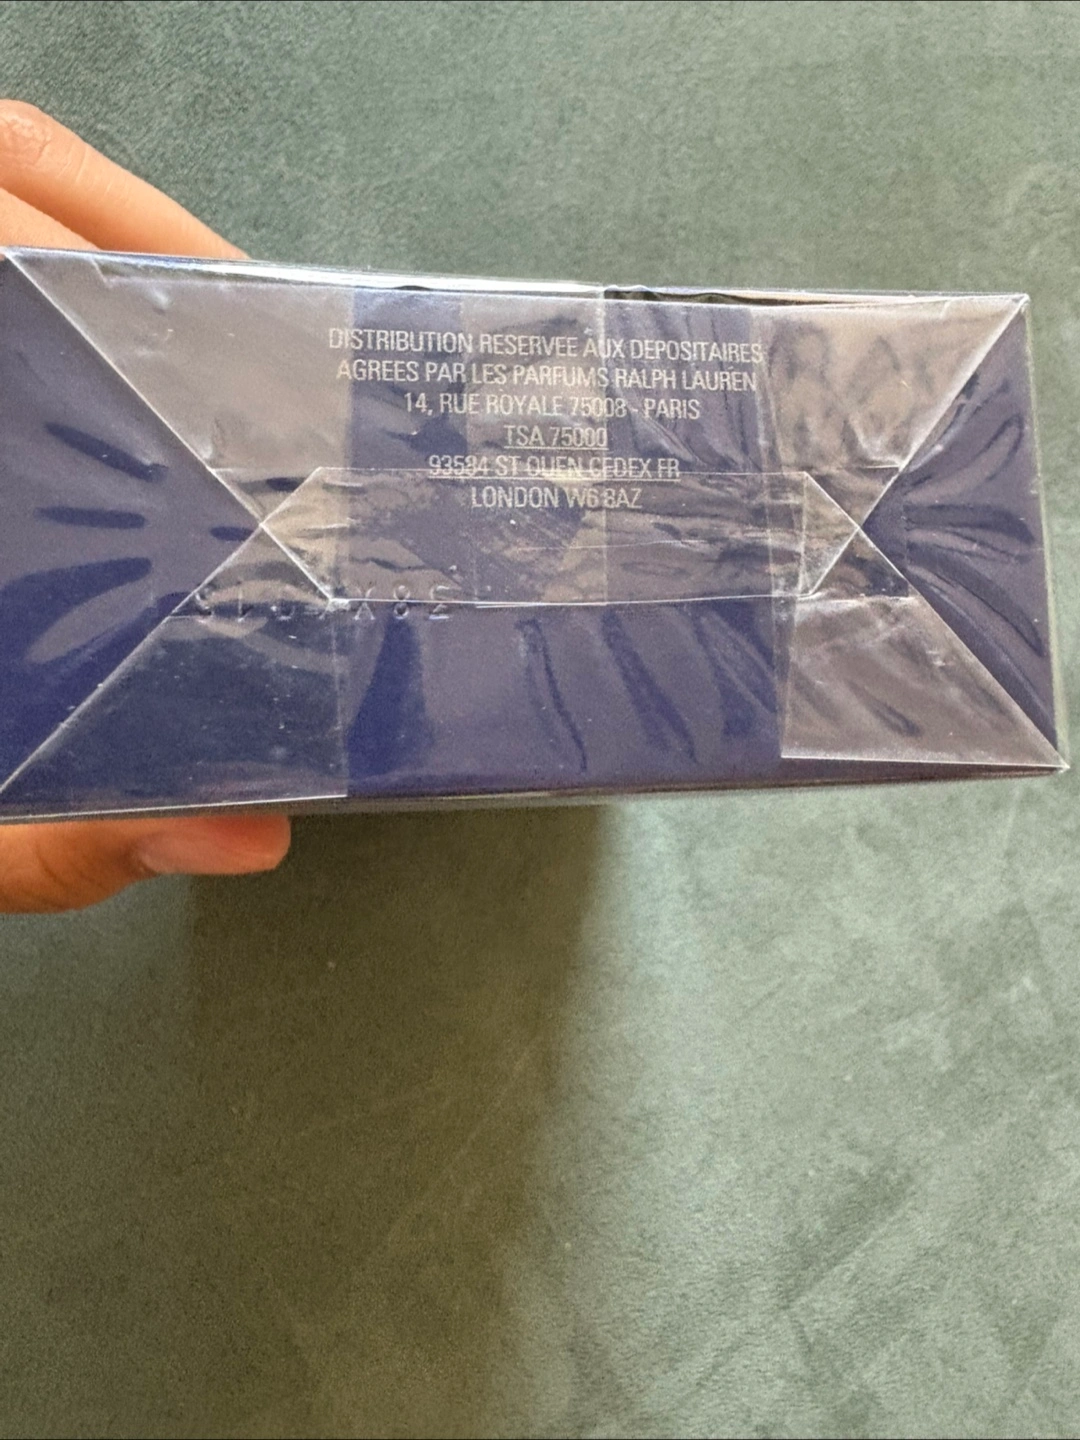 DISTRIBUTION RESERVEE AUX DEPOSITAIRES
AGREES PAR LES PARFUMS RALPH LAUREN
14, RUE ROYALE 75008 - PARIS
TSA 75000
93584 ST OUEN CEDEX FR
LONDON W6 8AZ